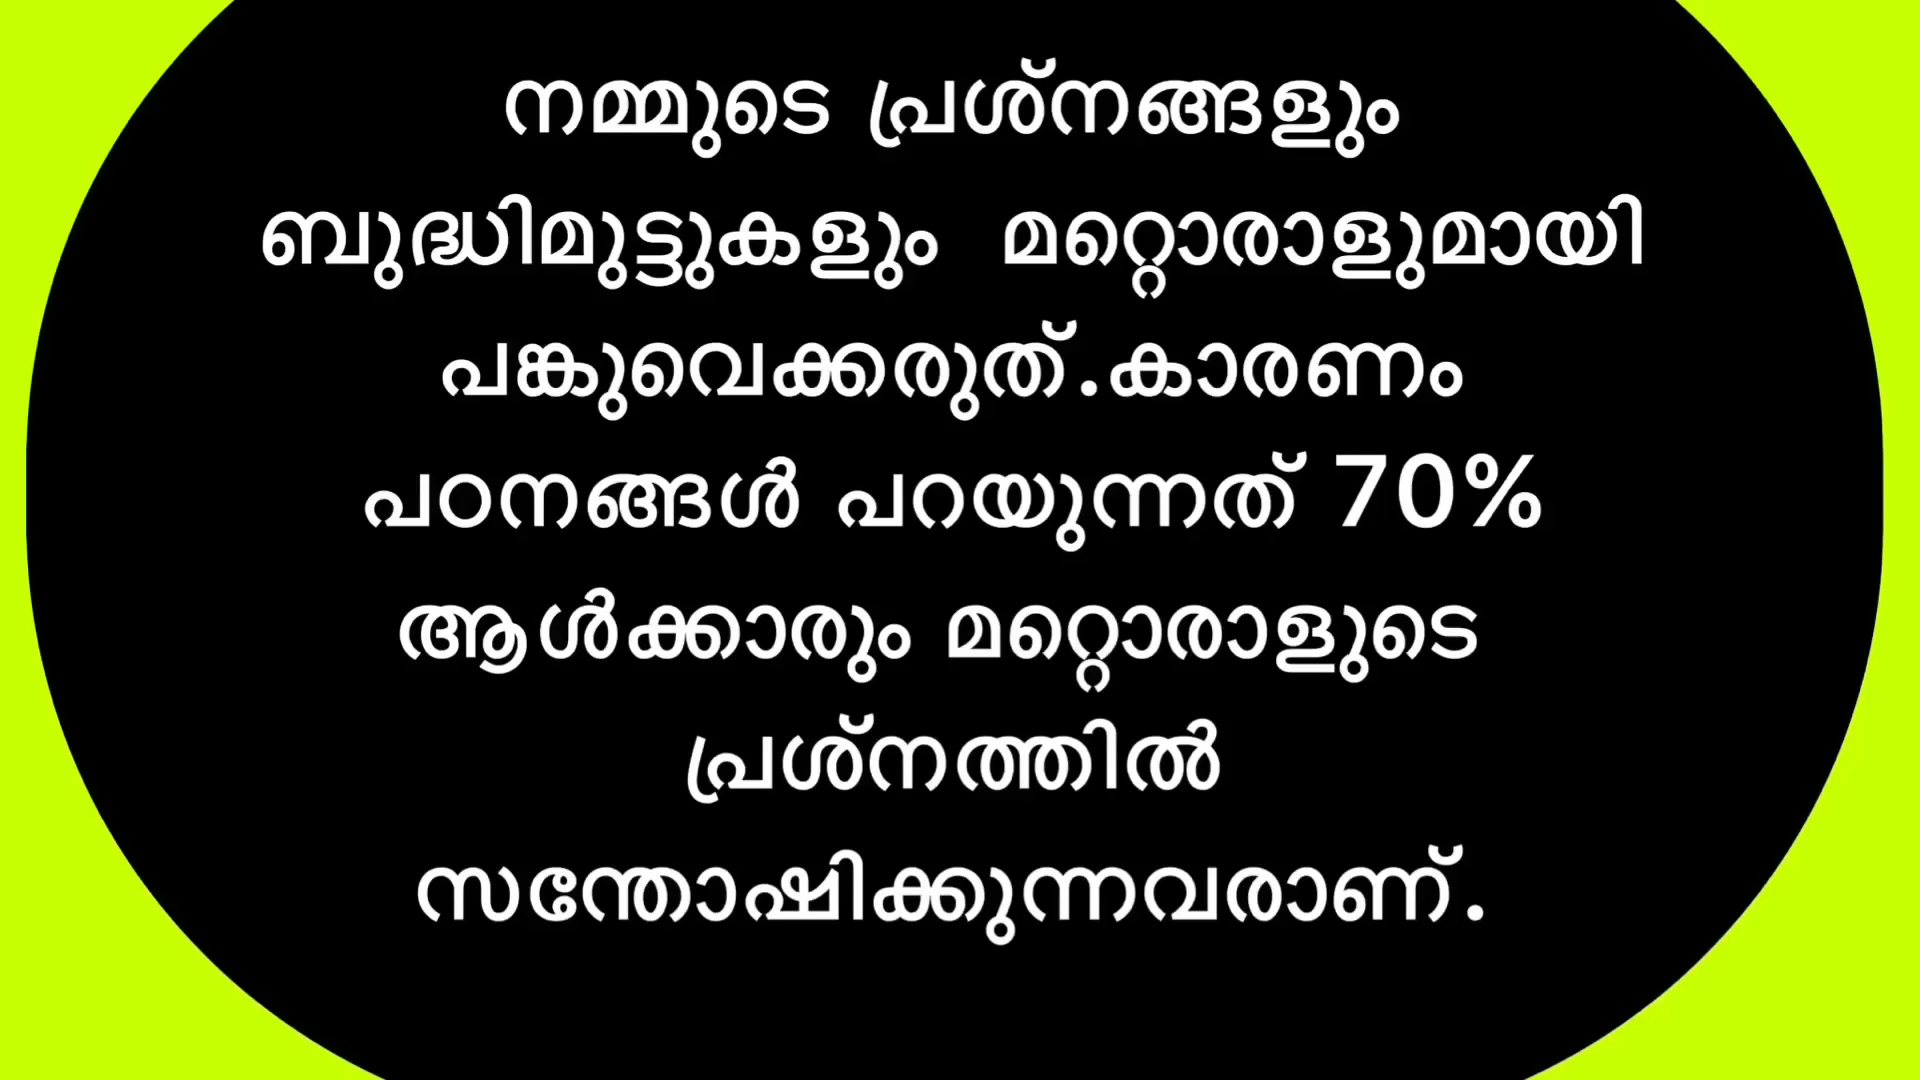 നമ്മുടെ പ്രശ്നങ്ങളും
ബുദ്ധിമുട്ടുകളും മറ്റൊരാളുമായി
പങ്കുവെക്കരുത്.കാരണം
പഠനങ്ങൾ പറയുന്നത് 70%
ആൾക്കാരും മറ്റൊരാളുടെ
പ്രശ്നത്തിൽ
സന്തോഷിക്കുന്നവരാണ്.